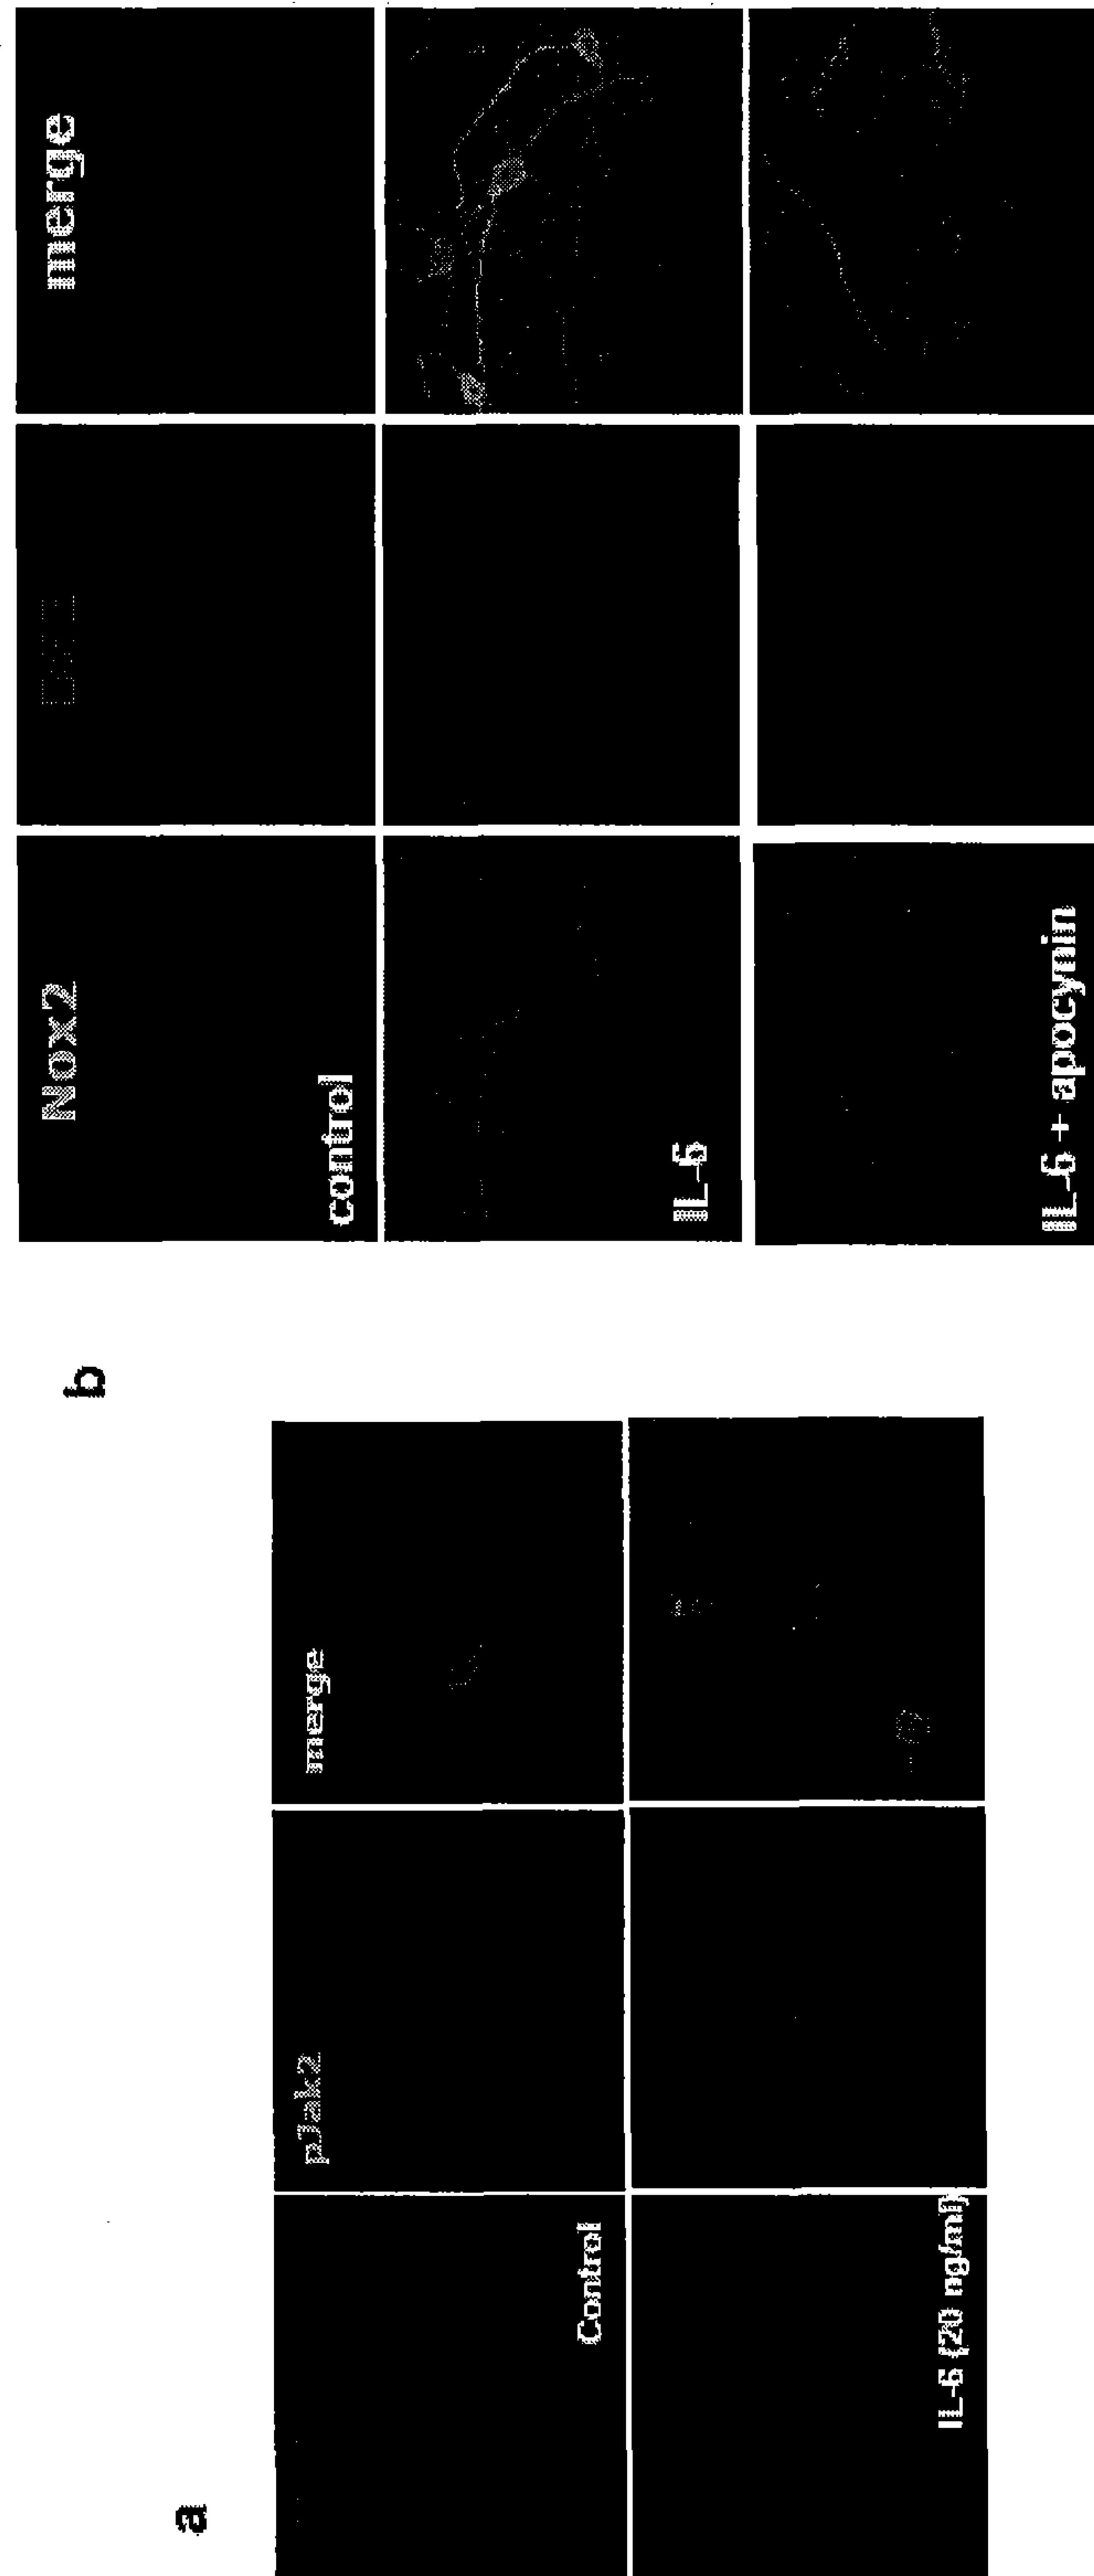 a
pJak2
merge
Control
IL-6 (20 ng/ml)
b
Nox2
merge
control
IL-6
IL-6 + apocynin